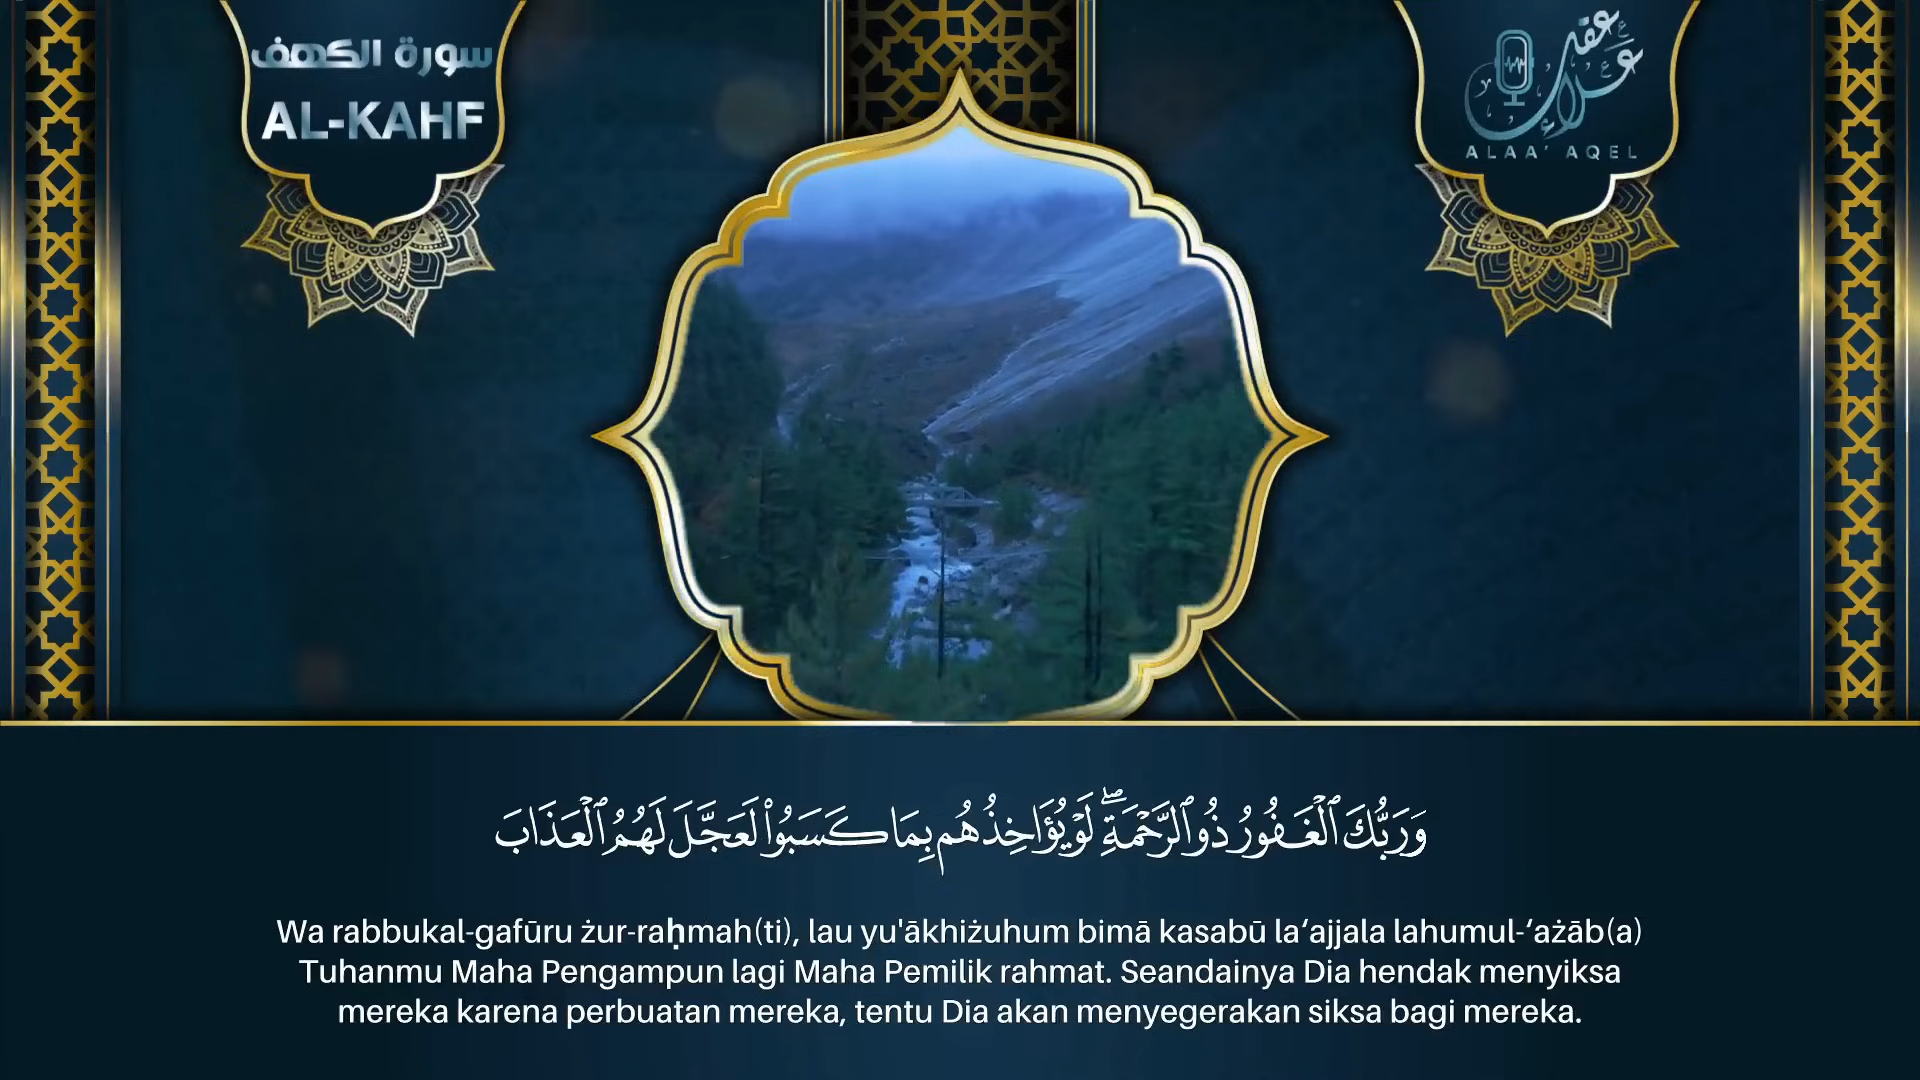 سورة الكهف
AL-KAHF
علاء عقل
ALAA' AQEL
وَرَبُّكَ ٱلْغَفُورُ ذُو ٱلرَّحْمَةِۖ لَوْ يُؤَاخِذُهُم بِمَا كَسَبُوا۟ لَعَجَّلَ لَهُمُ ٱلْعَذَابَ
Wa rabbukal-gafūru żur-raḥmah(ti), lau yu'ākhiżuhum bimā kasabū la‘ajjala lahumul-‘ażāb(a)
Tuhanmu Maha Pengampun lagi Maha Pemilik rahmat. Seandainya Dia hendak menyiksa
mereka karena perbuatan mereka, tentu Dia akan menyegerakan siksa bagi mereka.